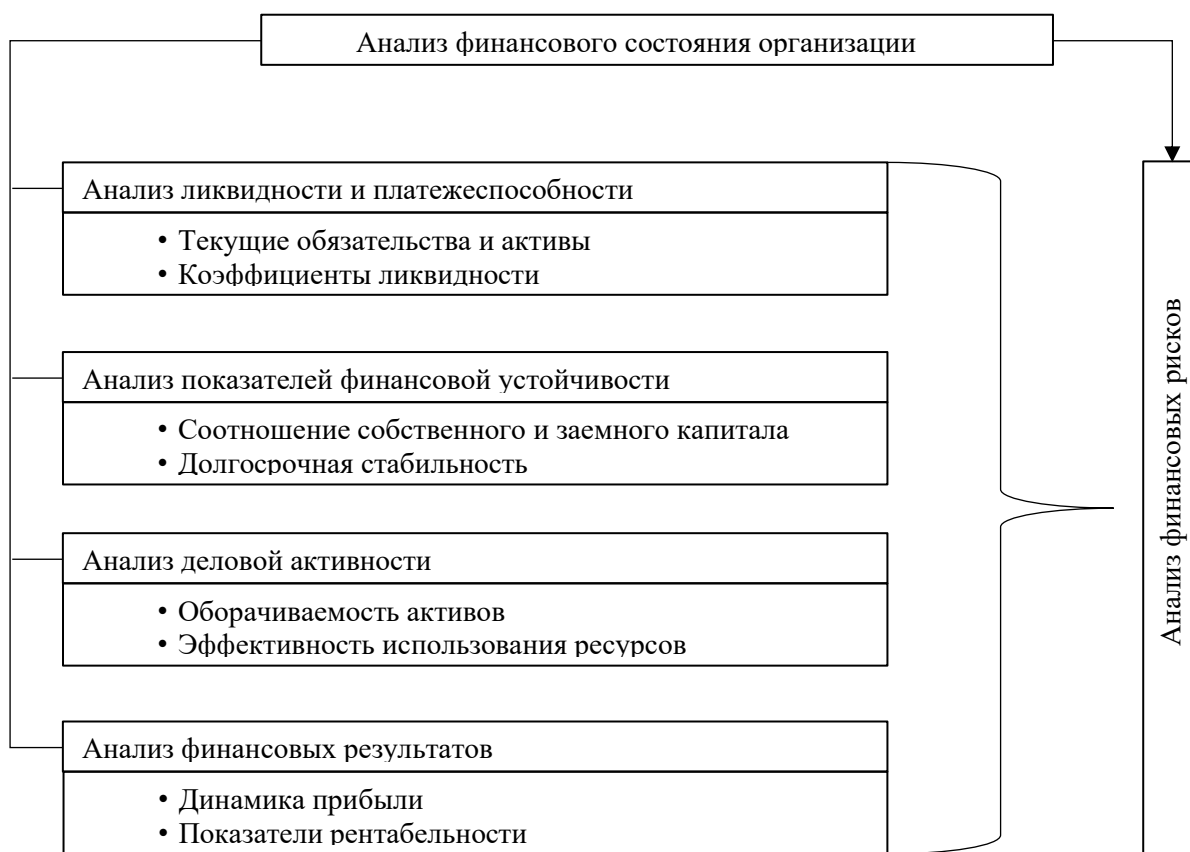 Анализ финансового состояния организации
Анализ ликвидности и платежеспособности
• Текущие обязательства и активы
• Коэффициенты ликвидности
Анализ показателей финансовой устойчивости
• Соотношение собственного и заемного капитала
• Долгосрочная стабильность
Анализ деловой активности
• Оборачиваемость активов
• Эффективность использования ресурсов
Анализ финансовых результатов
• Динамика прибыли
• Показатели рентабельности
Анализ финансовых рисков